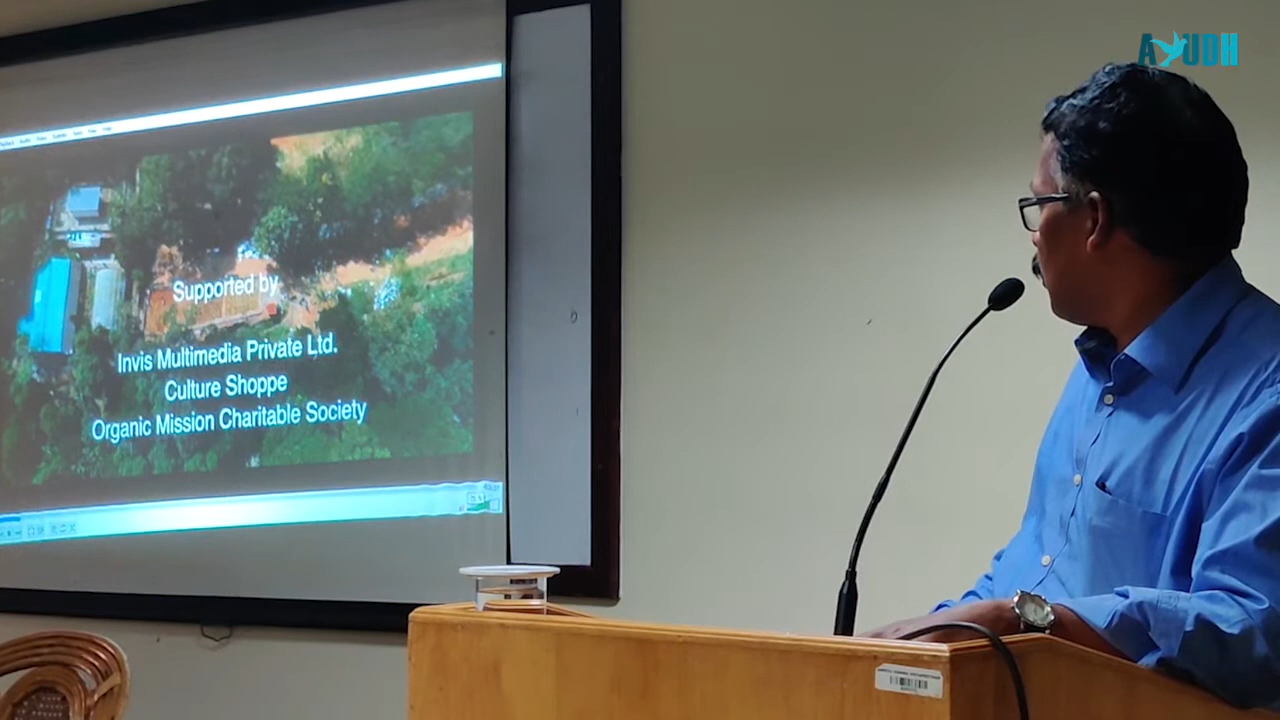 AYUDH
Supported by
Invis Multimedia Private Ltd.
Culture Shoppe
Organic Mission Charitable Society